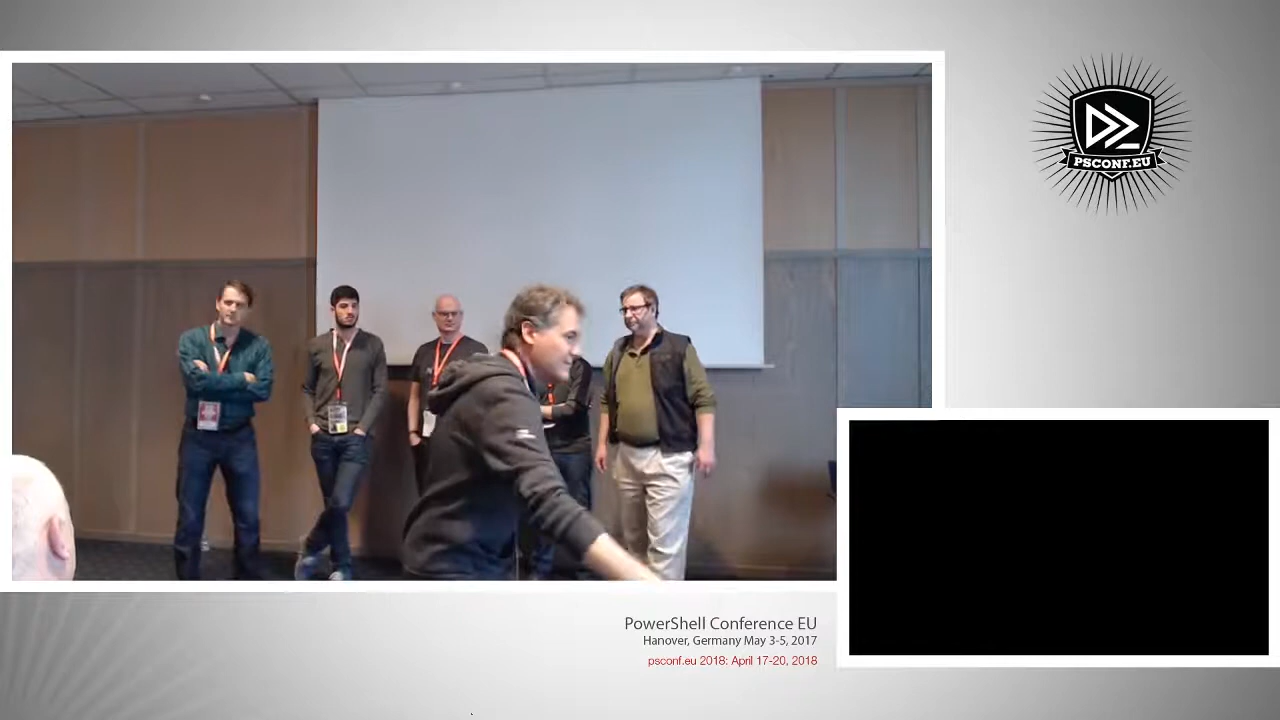 PSCONF.EU
PowerShell Conference EU
Hanover, Germany May 3-5, 2017
psconf.eu 2018: April 17-20, 2018